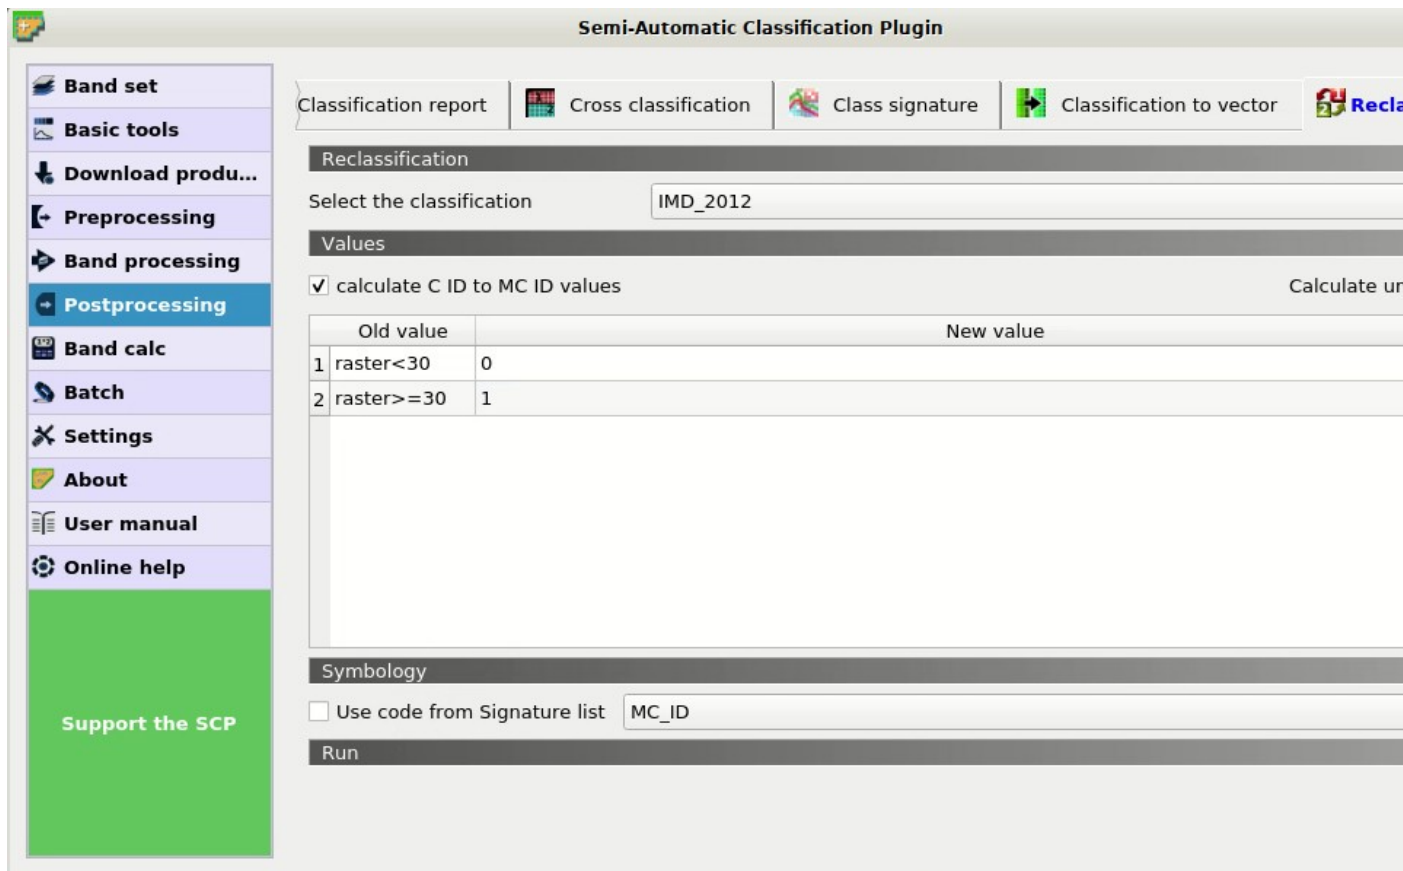 Semi-Automatic Classification Plugin
Band set
Basic tools
Download produ...
Preprocessing
Band processing
Postprocessing
Band calc
Batch
Settings
About
User manual
Online help
Support the SCP
Classification report
Cross classification
Class signature
Classification to vector
Recla
Reclassification
Select the classification
IMD_2012
Values
calculate C ID to MC ID values
Calculate un
Old value New value
1 raster<30 0
2 raster>=30 1
Symbology
Use code from Signature list
MC_ID
Run